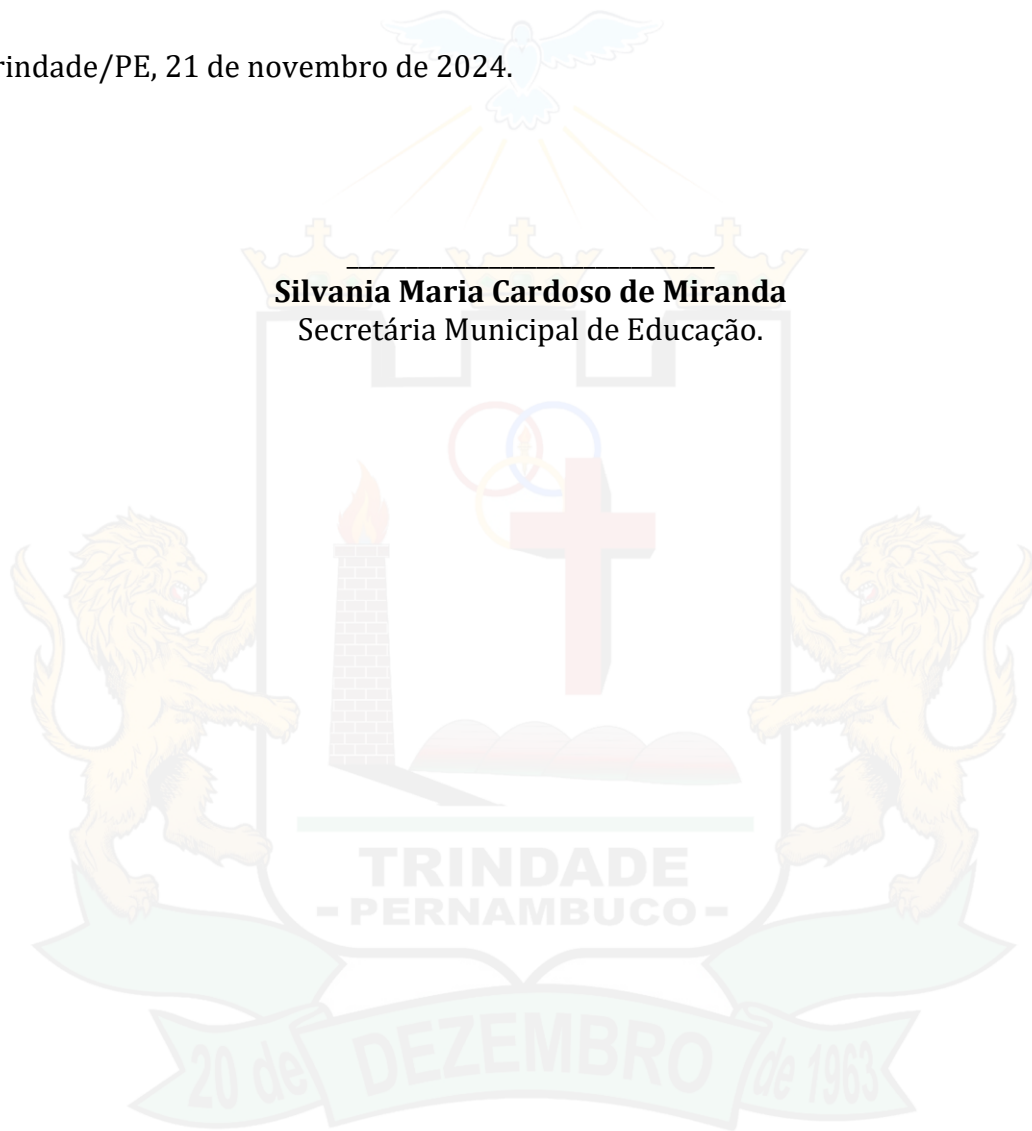 rindade/PE, 21 de novembro de 2024.
________________________________
Silvania Maria Cardoso de Miranda
Secretária Municipal de Educação.
TRINDADE
- PERNAMBUCO -
20 de DEZEMBRO de 1963